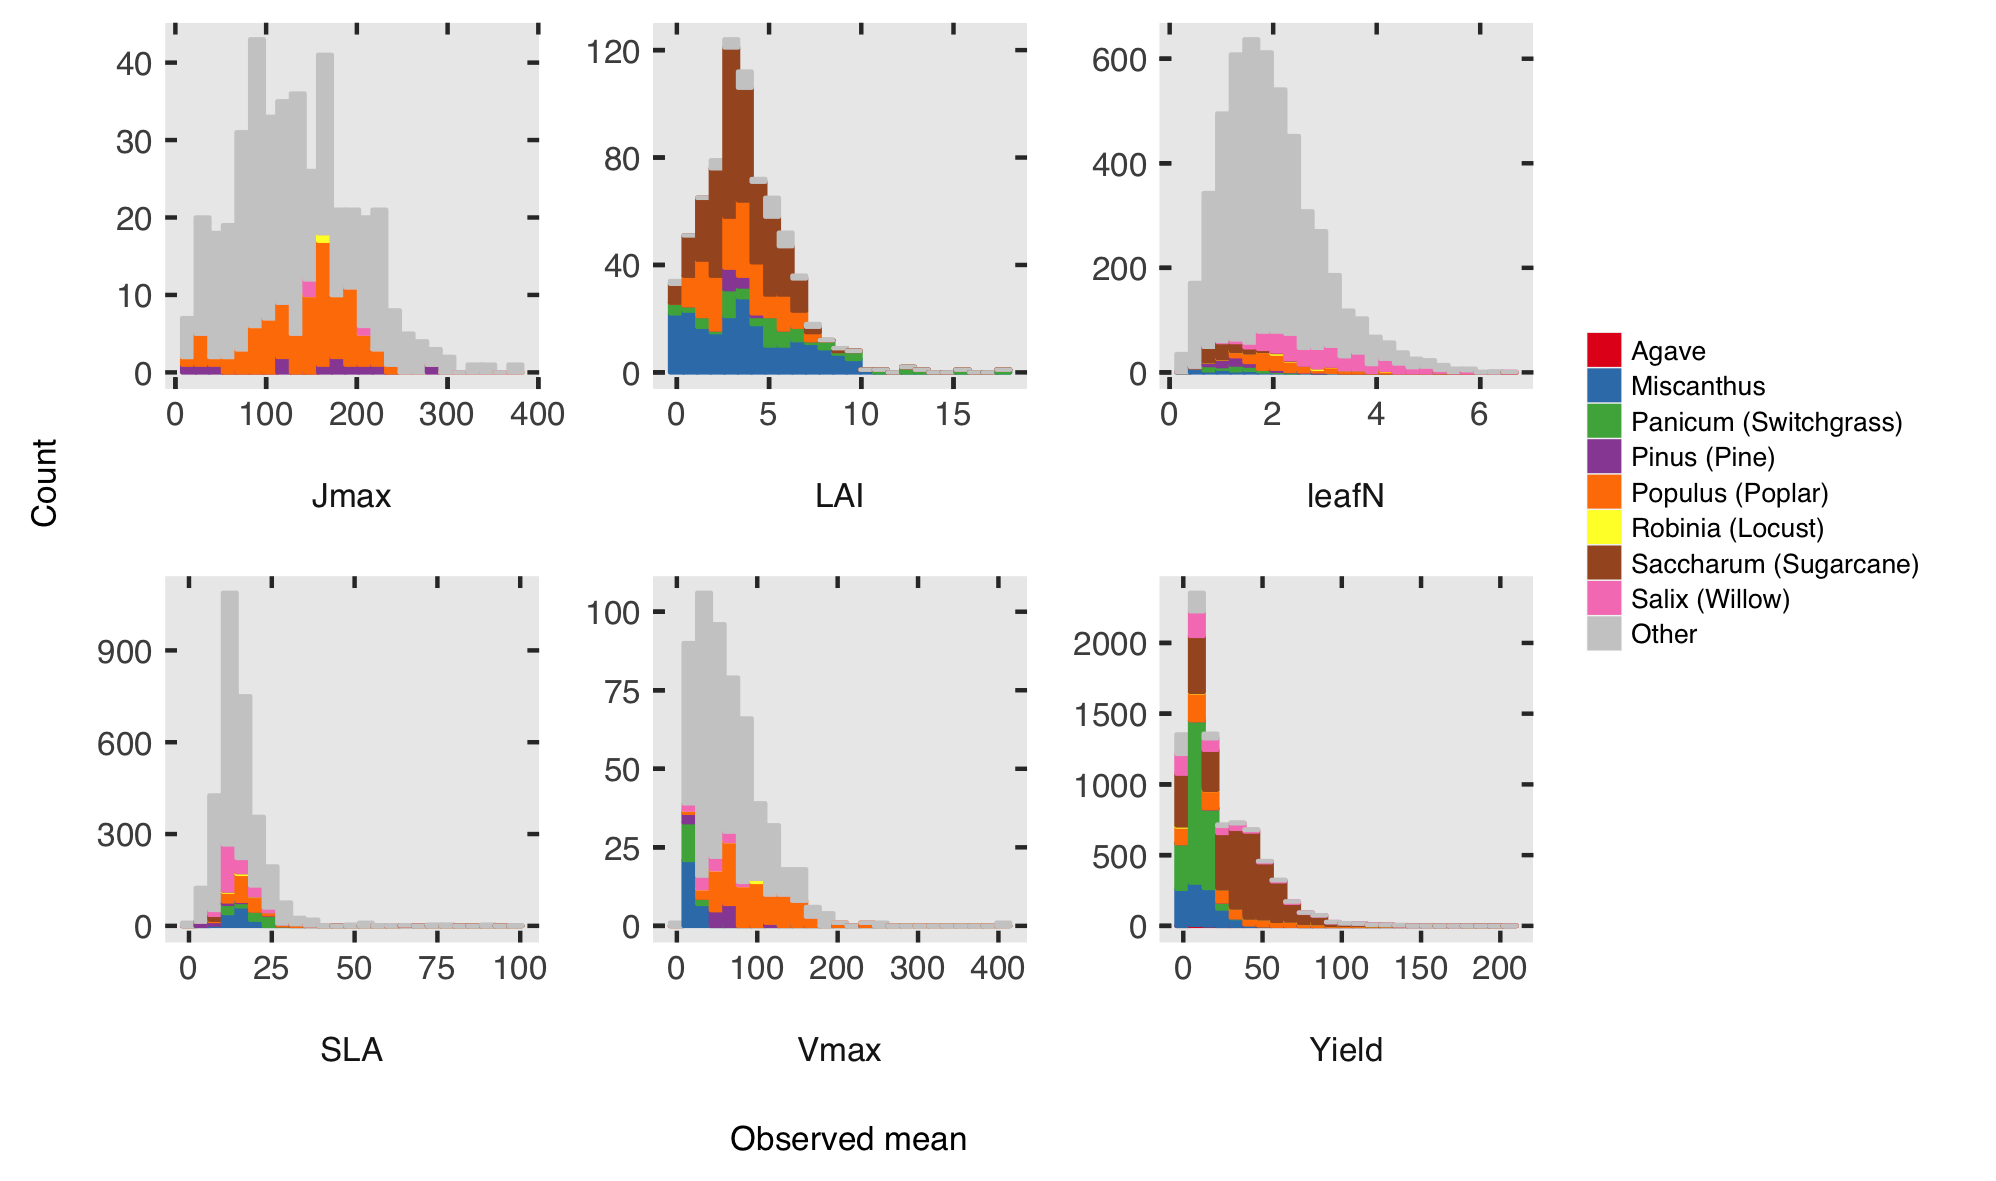 40
30
20
10
0
0 100 200 300 400
Jmax
120
80
40
0
0 5 10 15
LAI
600
400
200
0
0 2 4 6
leafN
Count
900
600
300
0
0 25 50 75 100
SLA
100
75
50
25
0
0 100 200 300 400
Vmax
2000
1500
1000
500
0
0 50 100 150 200
Yield
Observed mean
Agave
Miscanthus
Panicum (Switchgrass)
Pinus (Pine)
Populus (Poplar)
Robinia (Locust)
Saccharum (Sugarcane)
Salix (Willow)
Other